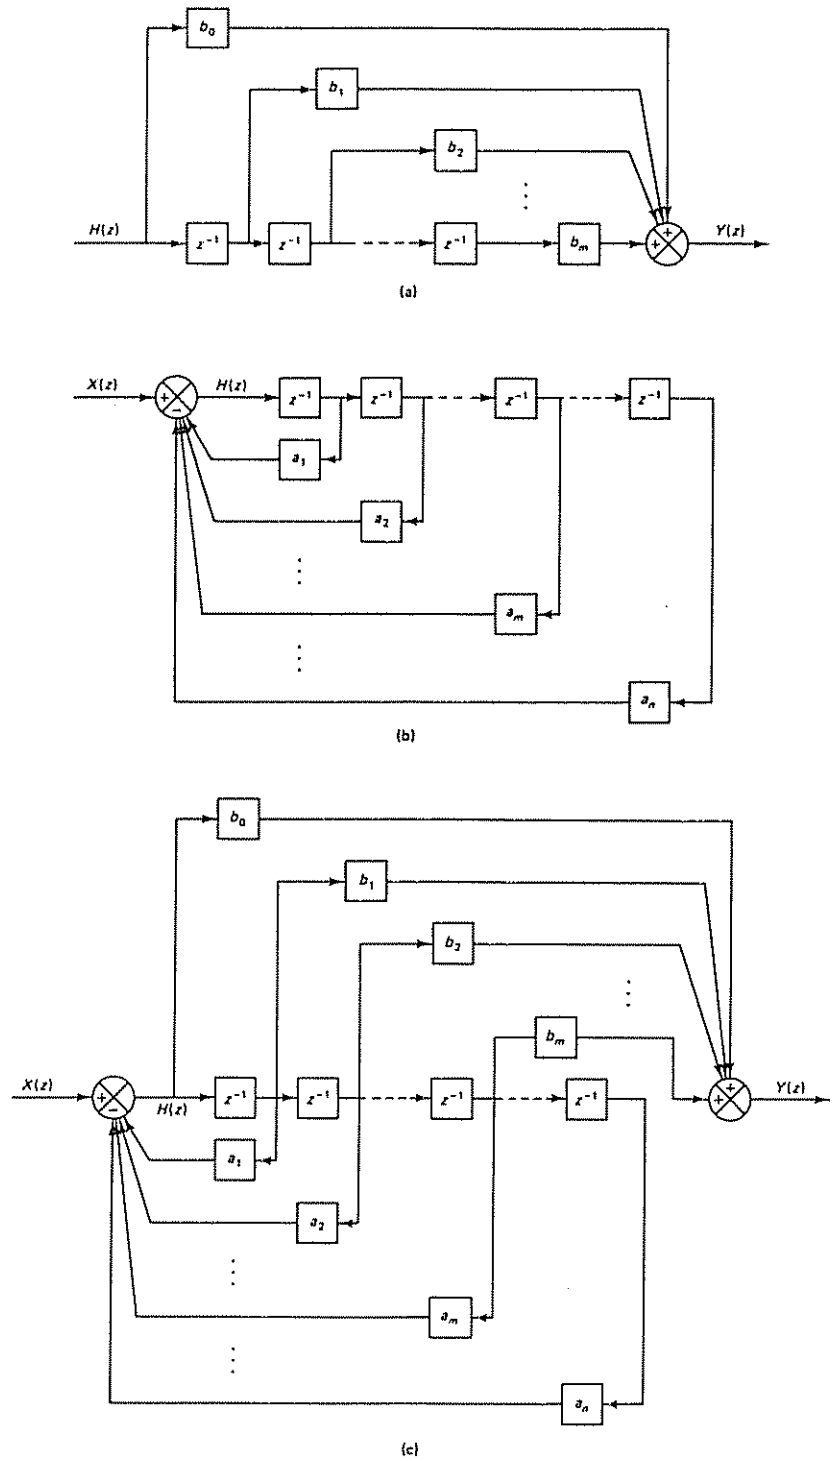 b₀
b₁
b₂
H(z) z⁻¹ z⁻¹ z⁻¹ bₘ + + Y(z)
(a)
X(z) + − H(z) z⁻¹ z⁻¹ z⁻¹ z⁻¹
a₁
a₂
aₘ
aₙ
(b)
b₀
b₁
b₂
bₘ
X(z) + − H(z) z⁻¹ z⁻¹ z⁻¹ z⁻¹ + + Y(z)
a₁
a₂
aₘ
aₙ
(c)